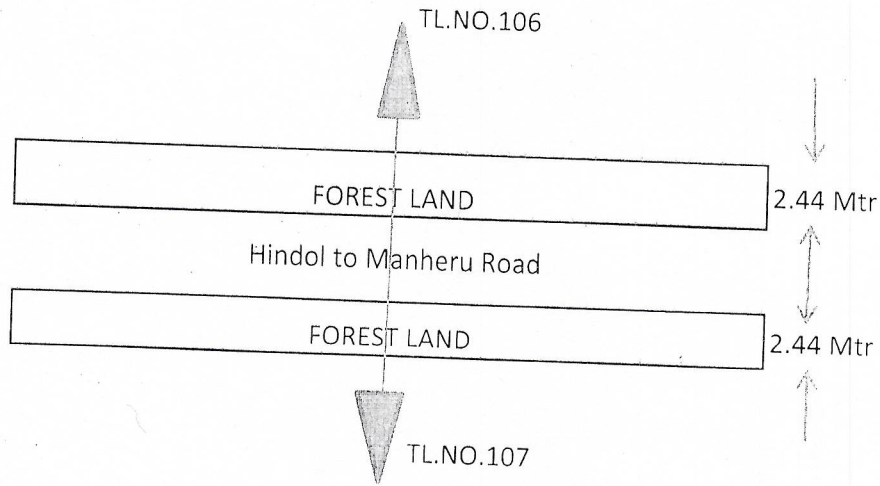 TL.NO.106
FOREST LAND
2.44 Mtr
Hindol to Manheru Road
FOREST LAND
2.44 Mtr
TL.NO.107